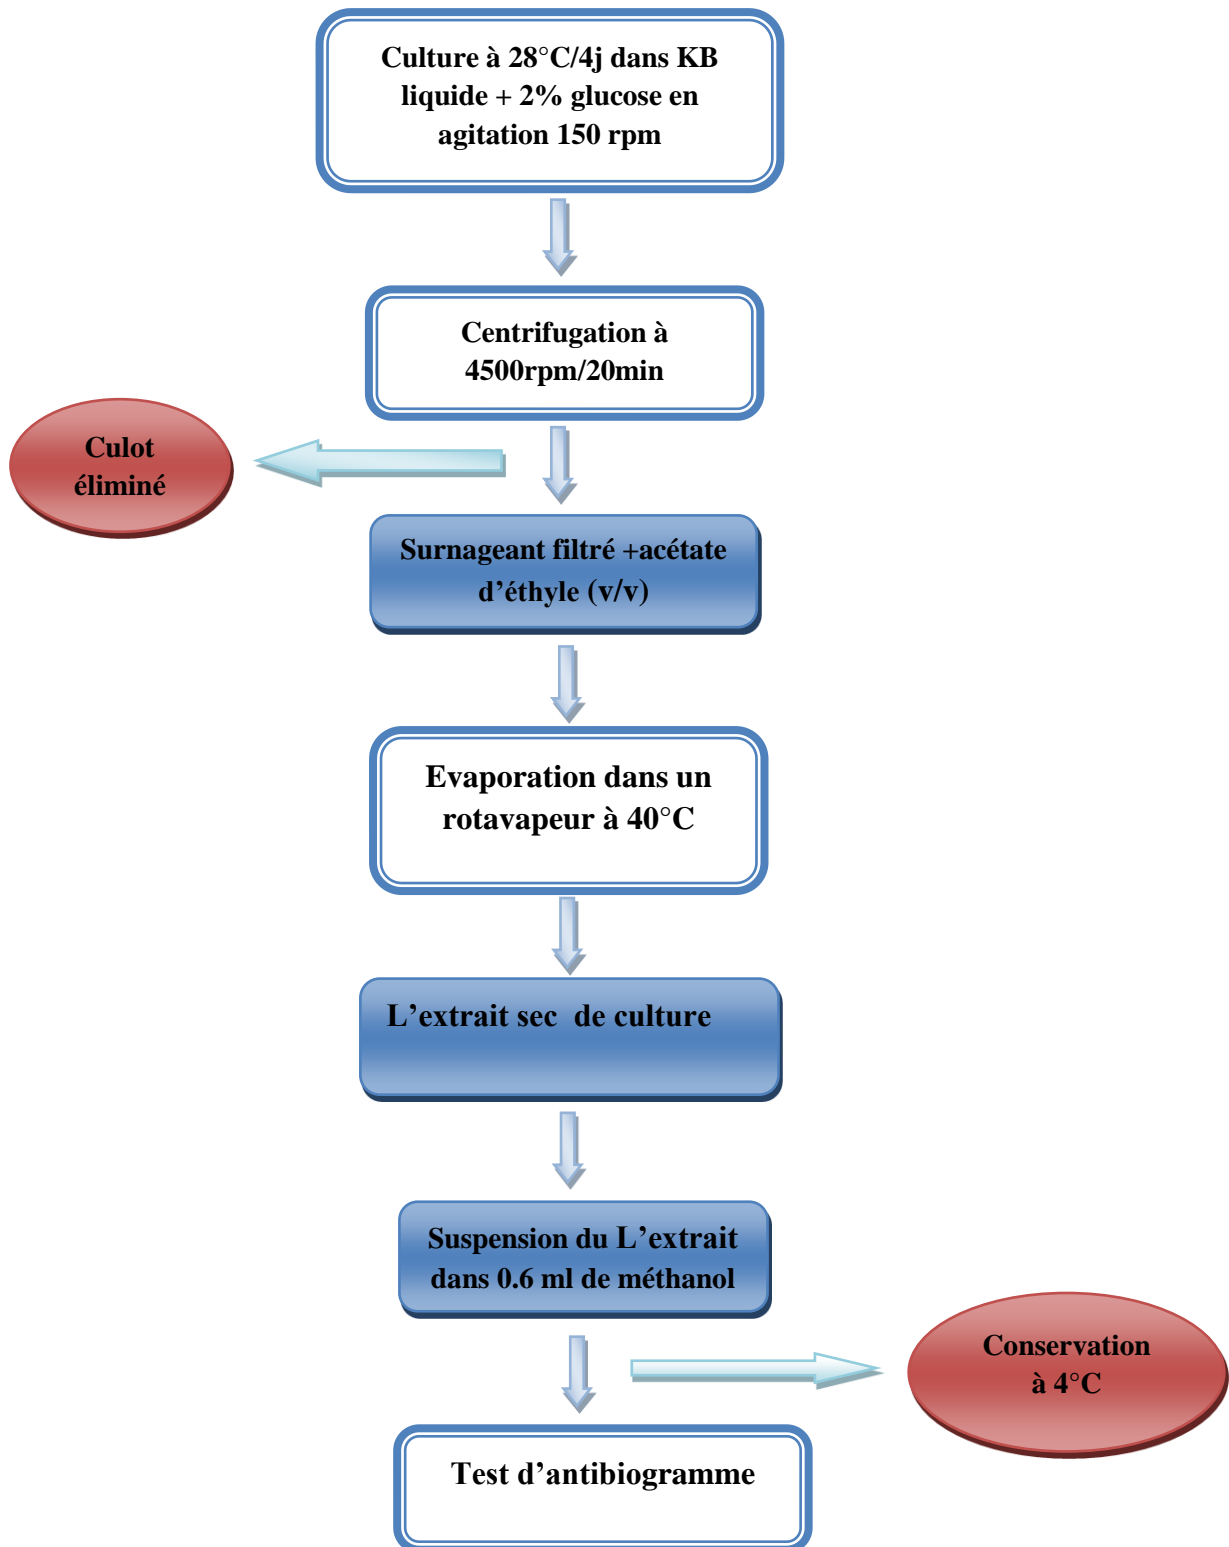 Culture à 28°C/4j dans KB
liquide + 2% glucose en
agitation 150 rpm
Centrifugation à
4500rpm/20min
Culot
éliminé
Surnageant filtré +acétate
d’éthyle (v/v)
Evaporation dans un
rotavapeur à 40°C
L’extrait sec de culture
Suspension du L’extrait
dans 0.6 ml de méthanol
Conservation
à 4°C
Test d’antibiogramme